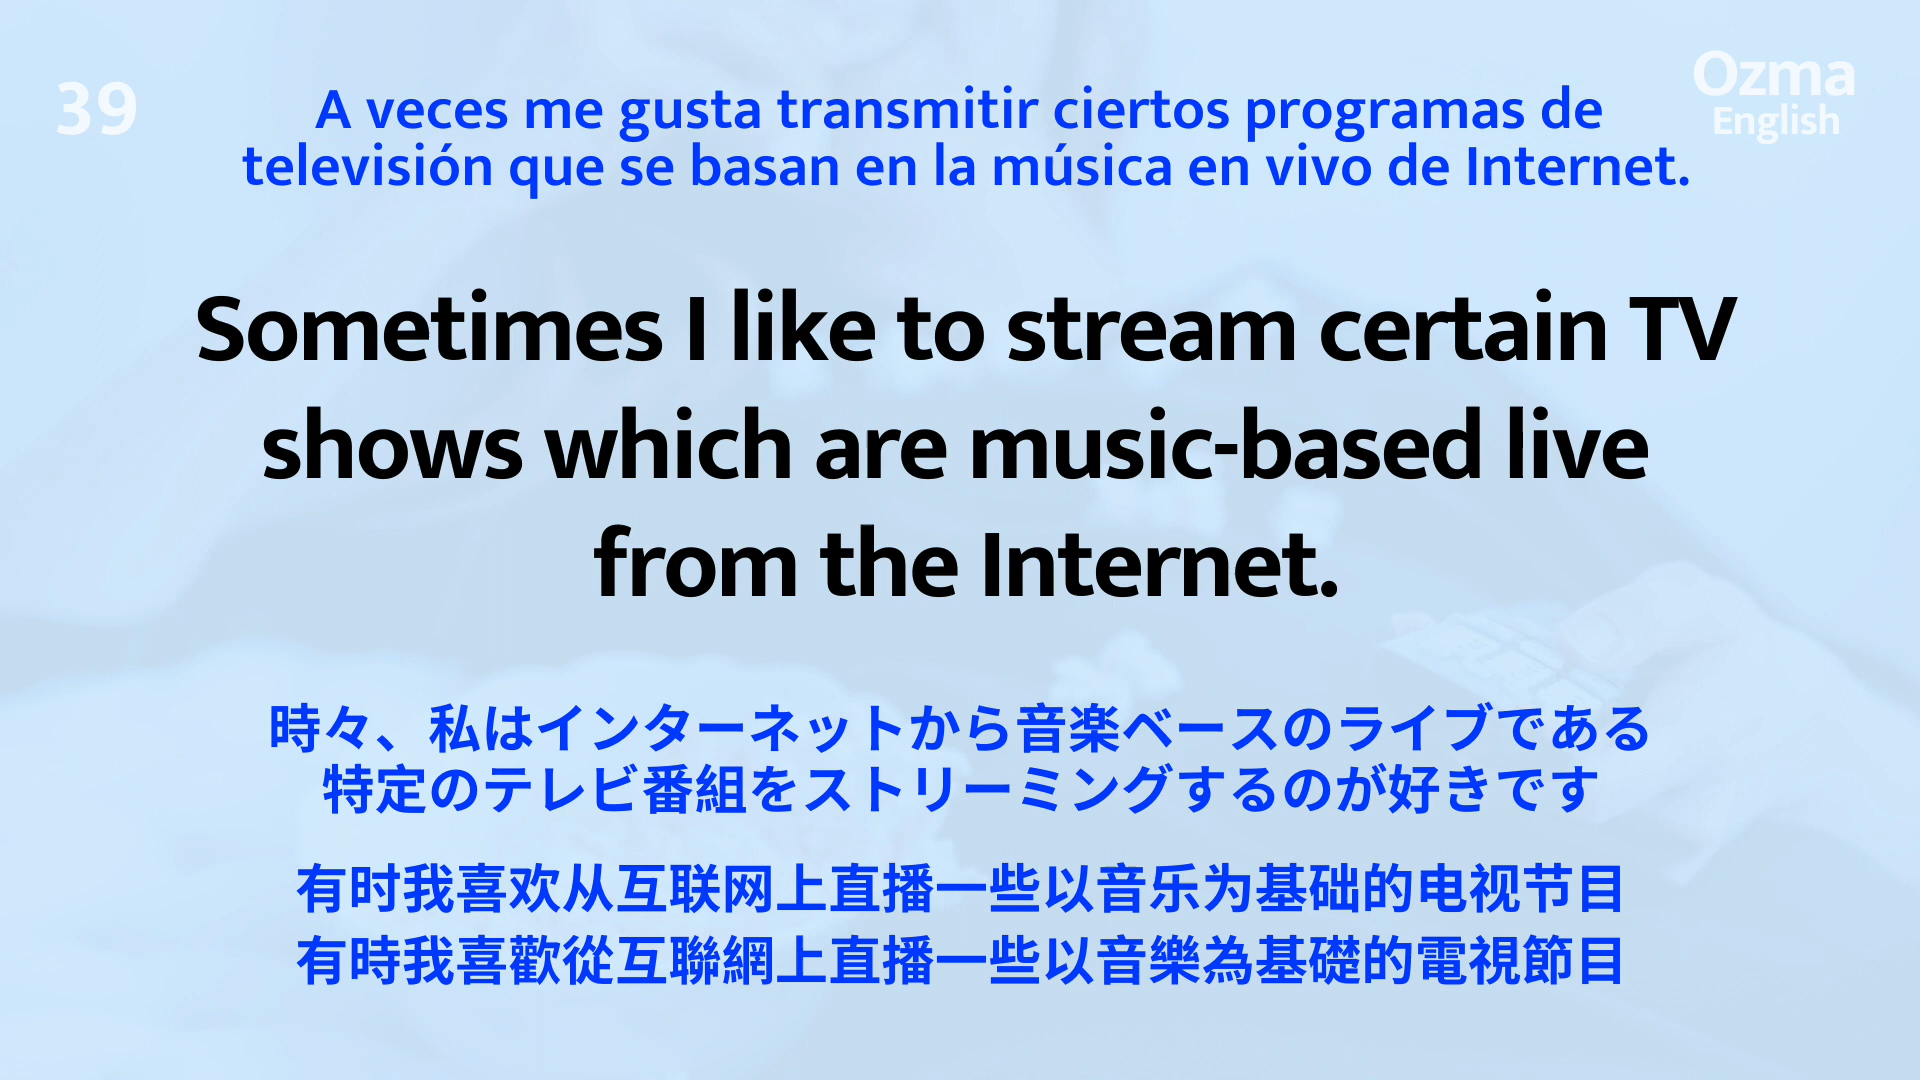 39
Ozma
English
A veces me gusta transmitir ciertos programas de
televisión que se basan en la música en vivo de Internet.
Sometimes I like to stream certain TV
shows which are music-based live
from the Internet.
時々、私はインターネットから音楽ベースのライブである
特定のテレビ番組をストリーミングするのが好きです
有时我喜欢从互联网上直播一些以音乐为基础的电视节目
有時我喜歡從互聯網上直播一些以音樂為基礎的電視節目